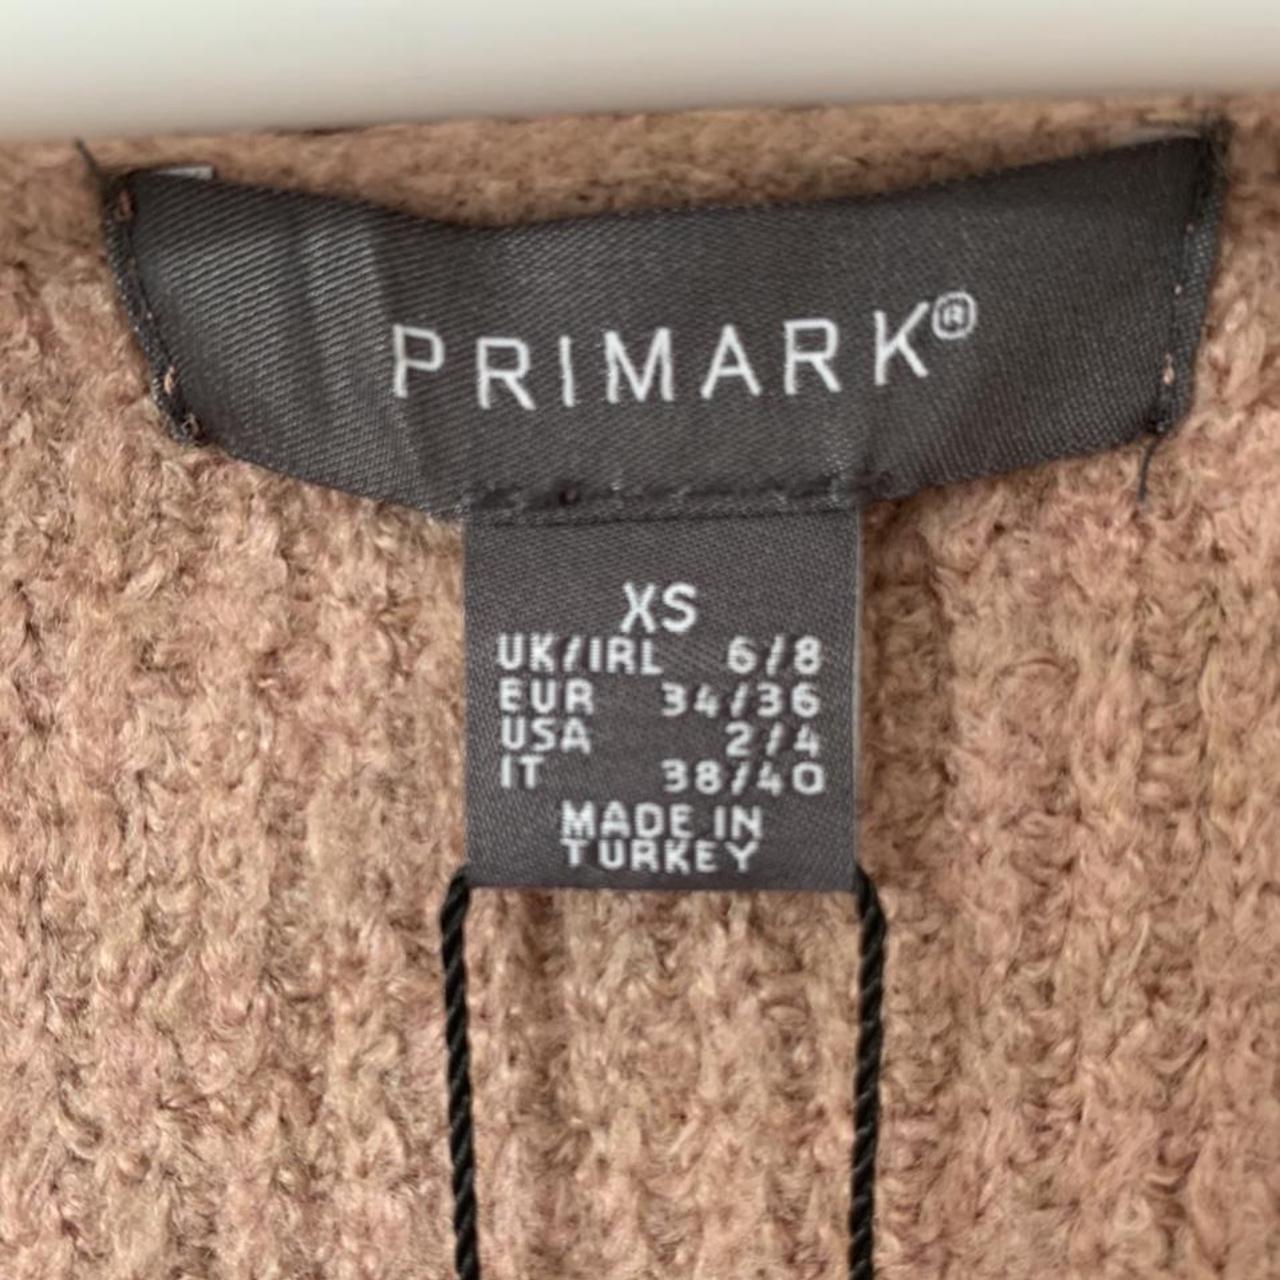 PRIMARK®
XS
UK/IRL 6/8
EUR 34/36
USA 2/4
IT 38/40
MADE IN
TURKEY